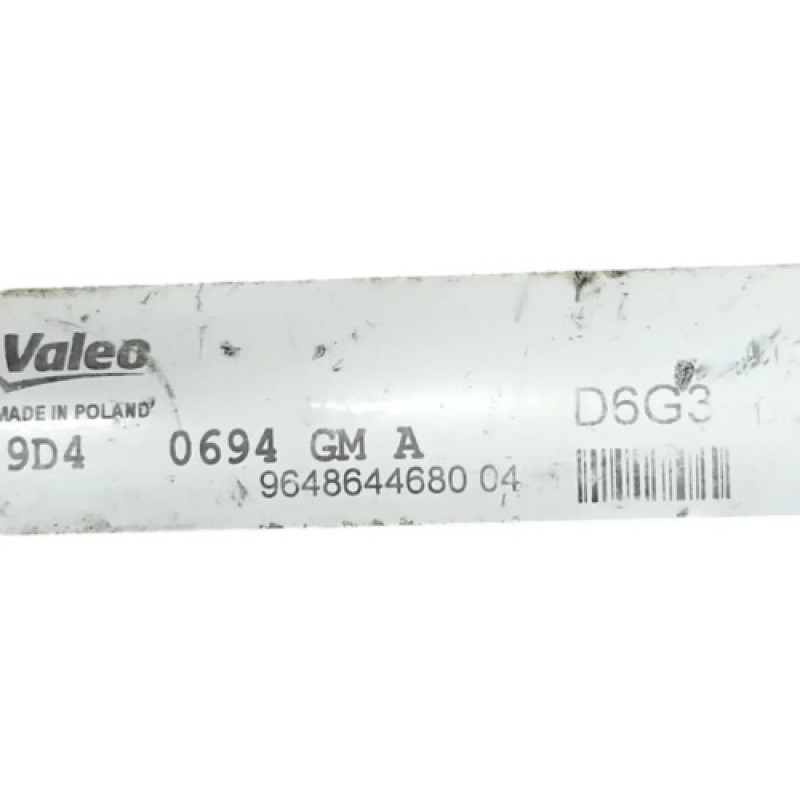 Valeo
MADE IN POLAND
9D4 0694 GM A
9648644680 04
D6G3